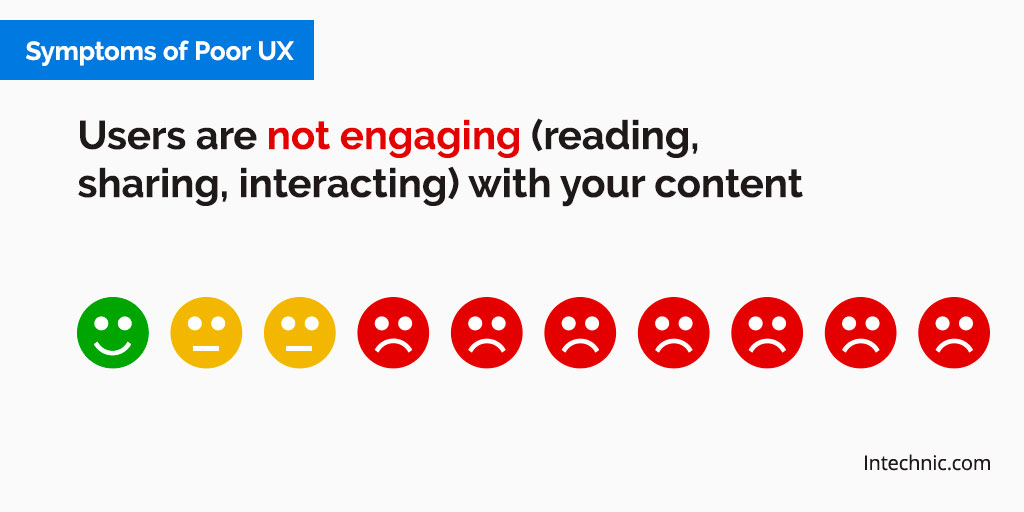 Symptoms of Poor UX
Users are not engaging (reading,
sharing, interacting) with your content
Intechnic.com